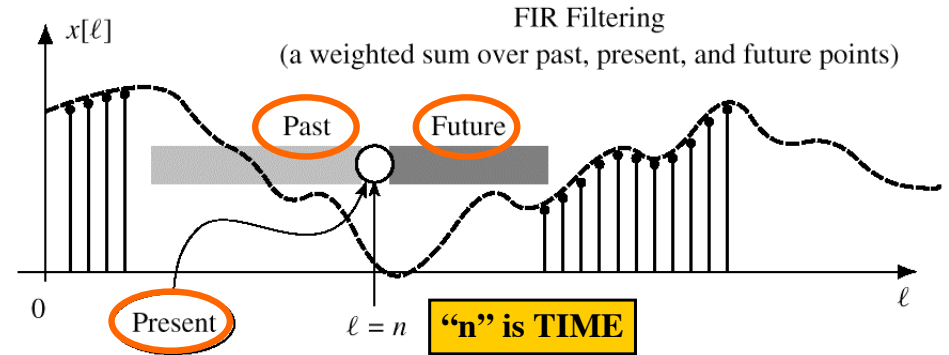 FIR Filtering
x[ℓ]
(a weighted sum over past, present, and future points)
Past
Future
0
Present
ℓ = n
“n” is TIME
ℓ